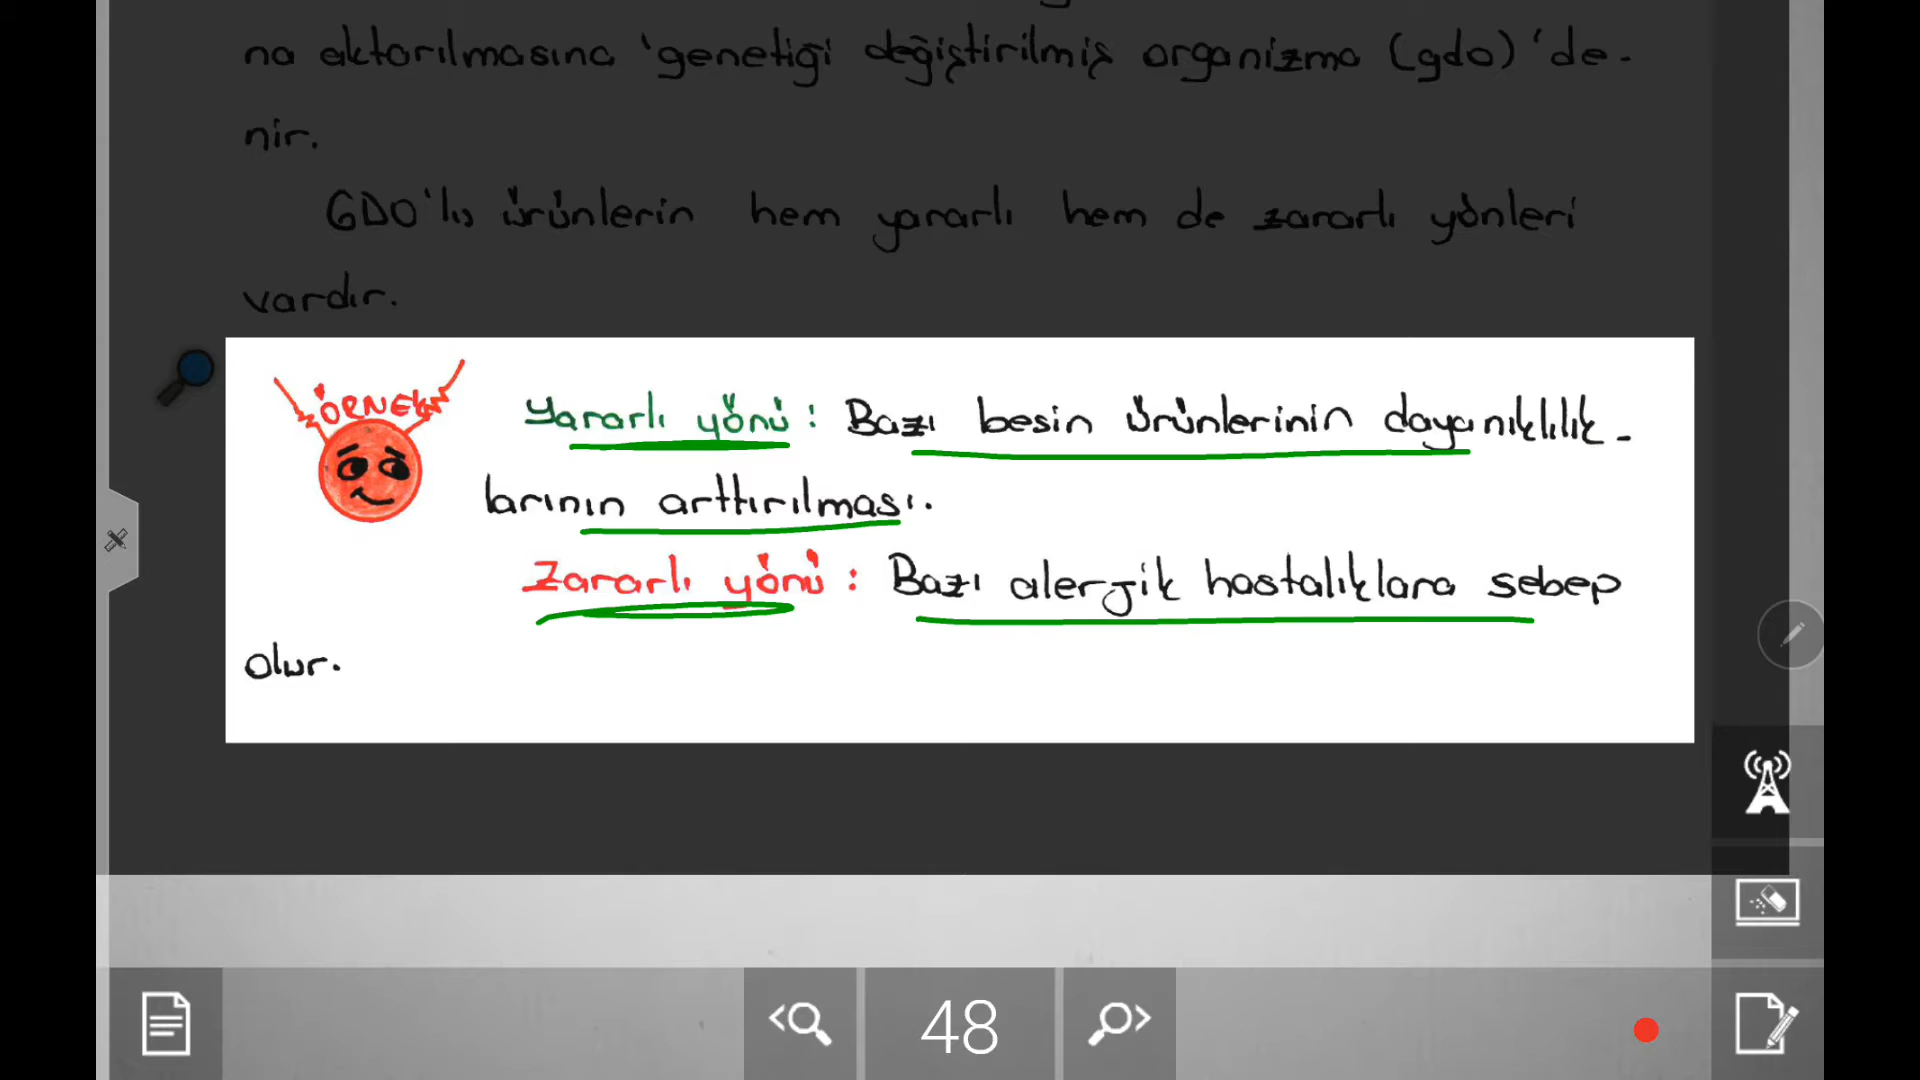 na aktarılmasına 'genetiği değiştirilmiş organizma (gdo)' de-
nir.
GDO'lu ürünlerin hem yararlı hem de zararlı yönleri
vardır.
ÖRNEK
Yararlı yönü: Bazı besin ürünlerinin dayanıklılık-
larının arttırılması.
Zararlı yönü: Bazı alerjik hastalıklara sebep
olur.
48